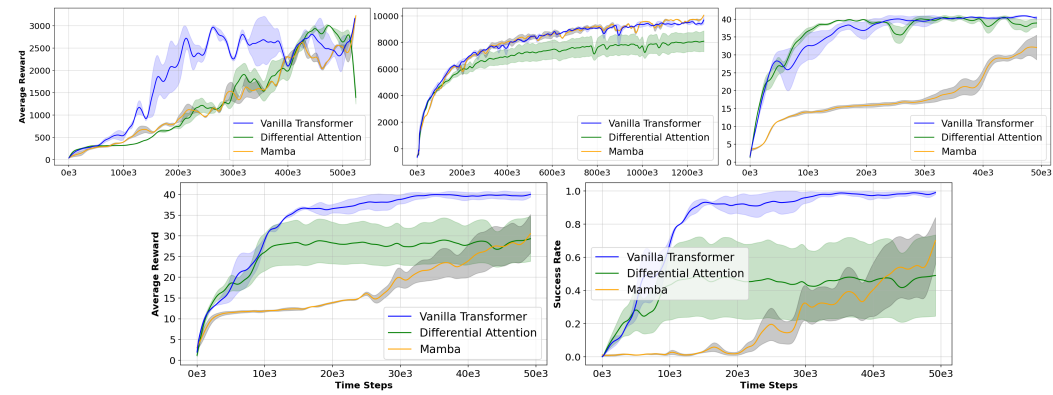 Average Reward
3000
2500
2000
1500
1000
500
0
0e3 100e3 200e3 300e3 400e3 500e3
Vanilla Transformer
Differential Attention
Mamba
10000
8000
6000
4000
2000
0
0e3 200e3 400e3 600e3 800e3 1000e3 1200e3
Vanilla Transformer
Differential Attention
Mamba
40
35
30
25
20
15
10
5
0
0e3 10e3 20e3 30e3 40e3 50e3
Vanilla Transformer
Differential Attention
Mamba
Average Reward
40
35
30
25
20
15
10
5
0
0e3 10e3 20e3 30e3 40e3 50e3
Time Steps
Vanilla Transformer
Differential Attention
Mamba
Success Rate
1.0
0.8
0.6
0.4
0.2
0.0
0e3 10e3 20e3 30e3 40e3 50e3
Time Steps
Vanilla Transformer
Differential Attention
Mamba